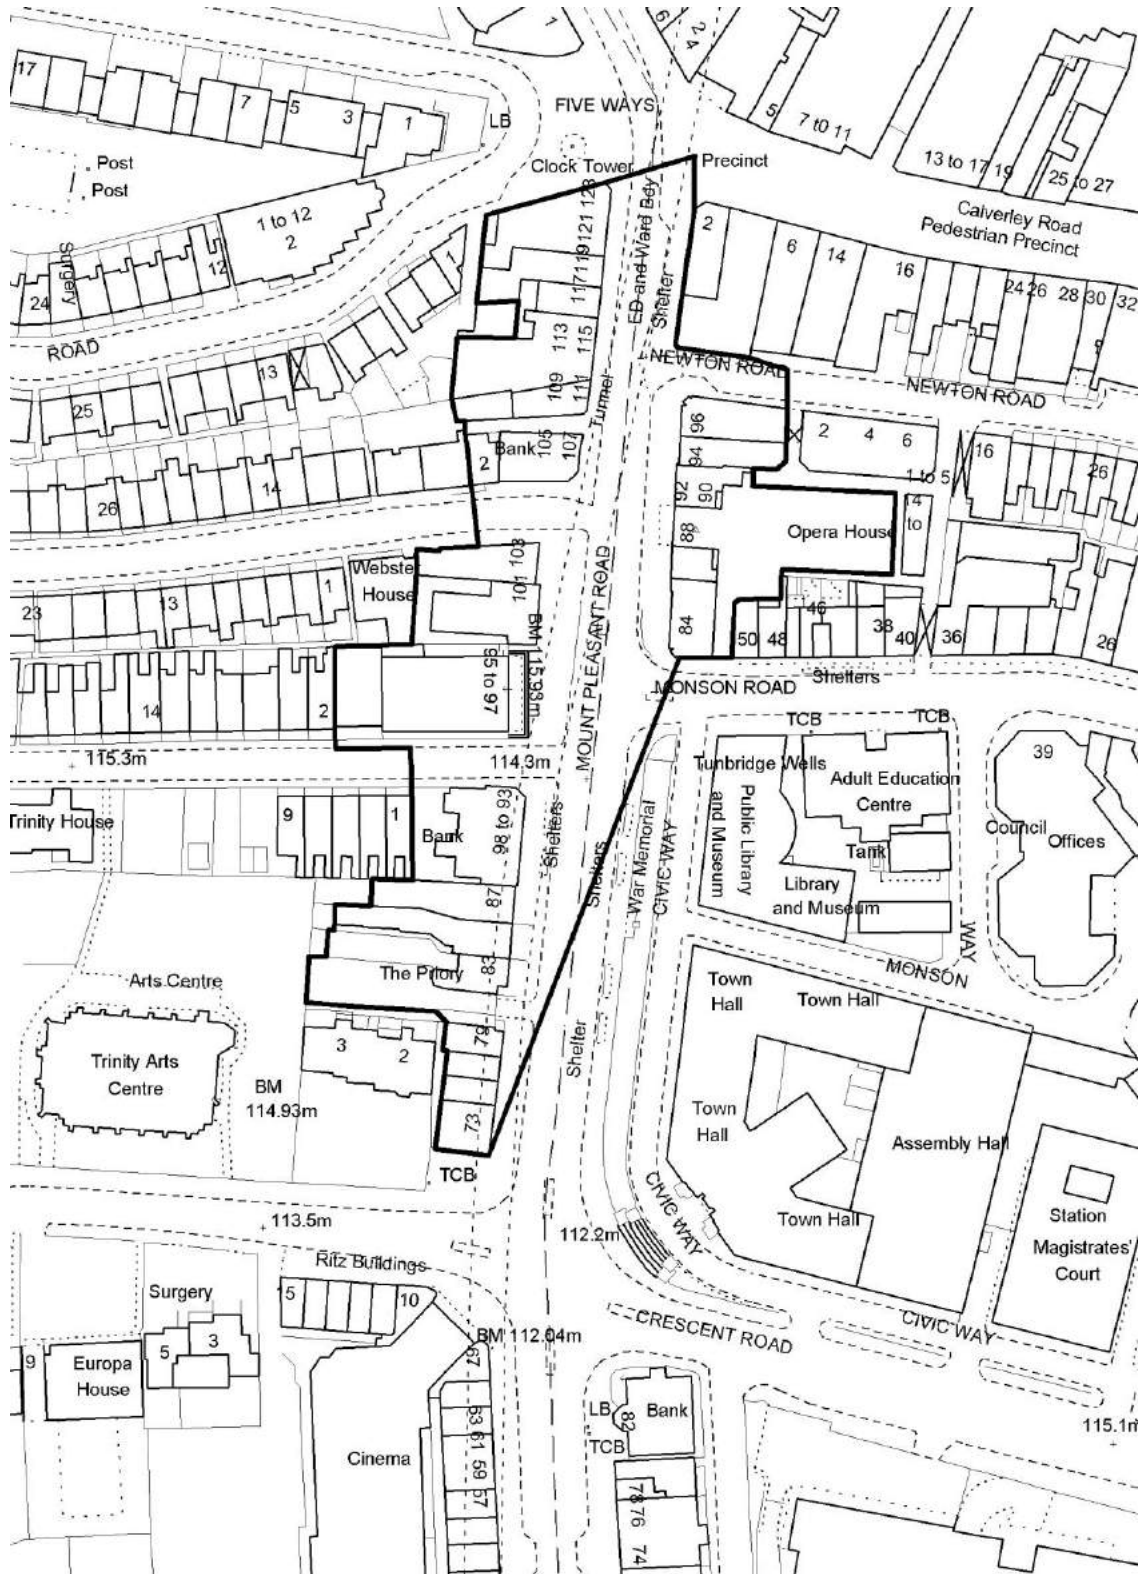 1
6
2
4
17
7
5
3
1
LB
FIVE WAYS
5
7 t0 11
Post
Post
Clock Tower
Precinct
13 to 17 19
25 to 27
Calverley Road
Pedestrian Precinct
1 to 12
2
Surgery
12
24
ROAD
1
123
121
119
117
113
115
109
111
ED and Ward Bdy
Shelter
2
6
14
16
24
26
28
30
32
NEWTON ROAD
NEWTON ROAD
13
25
Tunnel
2
Bank
105
107
96
94
2
4
6
1 to 5
16
26
14
26
92
90
88
Opera House
14
to
Webster
House
103
101
23
13
1
BM 115.93m
MOUNT PLEASANT ROAD
84
50
48
46
38
40
36
26
95 to 97
14
2
MONSON ROAD
Shelters
TCB
TCB
115.3m
114.3m
Tunbridge Wells
Public Library
and Museum
Adult Education
Centre
39
Council
Offices
Trinity House
9
1
Bank
98 to 93
Shelters
Shelters
War Memorial
CIVIC WAY
Tank
Library
and Museum
87
83
The Priory
WAY
MONSON
Arts Centre
Town
Hall
Town Hall
Trinity Arts
Centre
3
2
79
Shelter
BM
114.93m
73
Town
Hall
Assembly Hall
TCB
113.5m
112.2m
CIVIC WAY
Town Hall
Station
Magistrates'
Court
Ritz Buildings
Surgery
15
10
5
3
BM 112.04m
CRESCENT ROAD
CIVIC WAY
9
Europa
House
67
63
61
59
57
LB
82
Bank
TCB
115.1m
Cinema
78
76
74